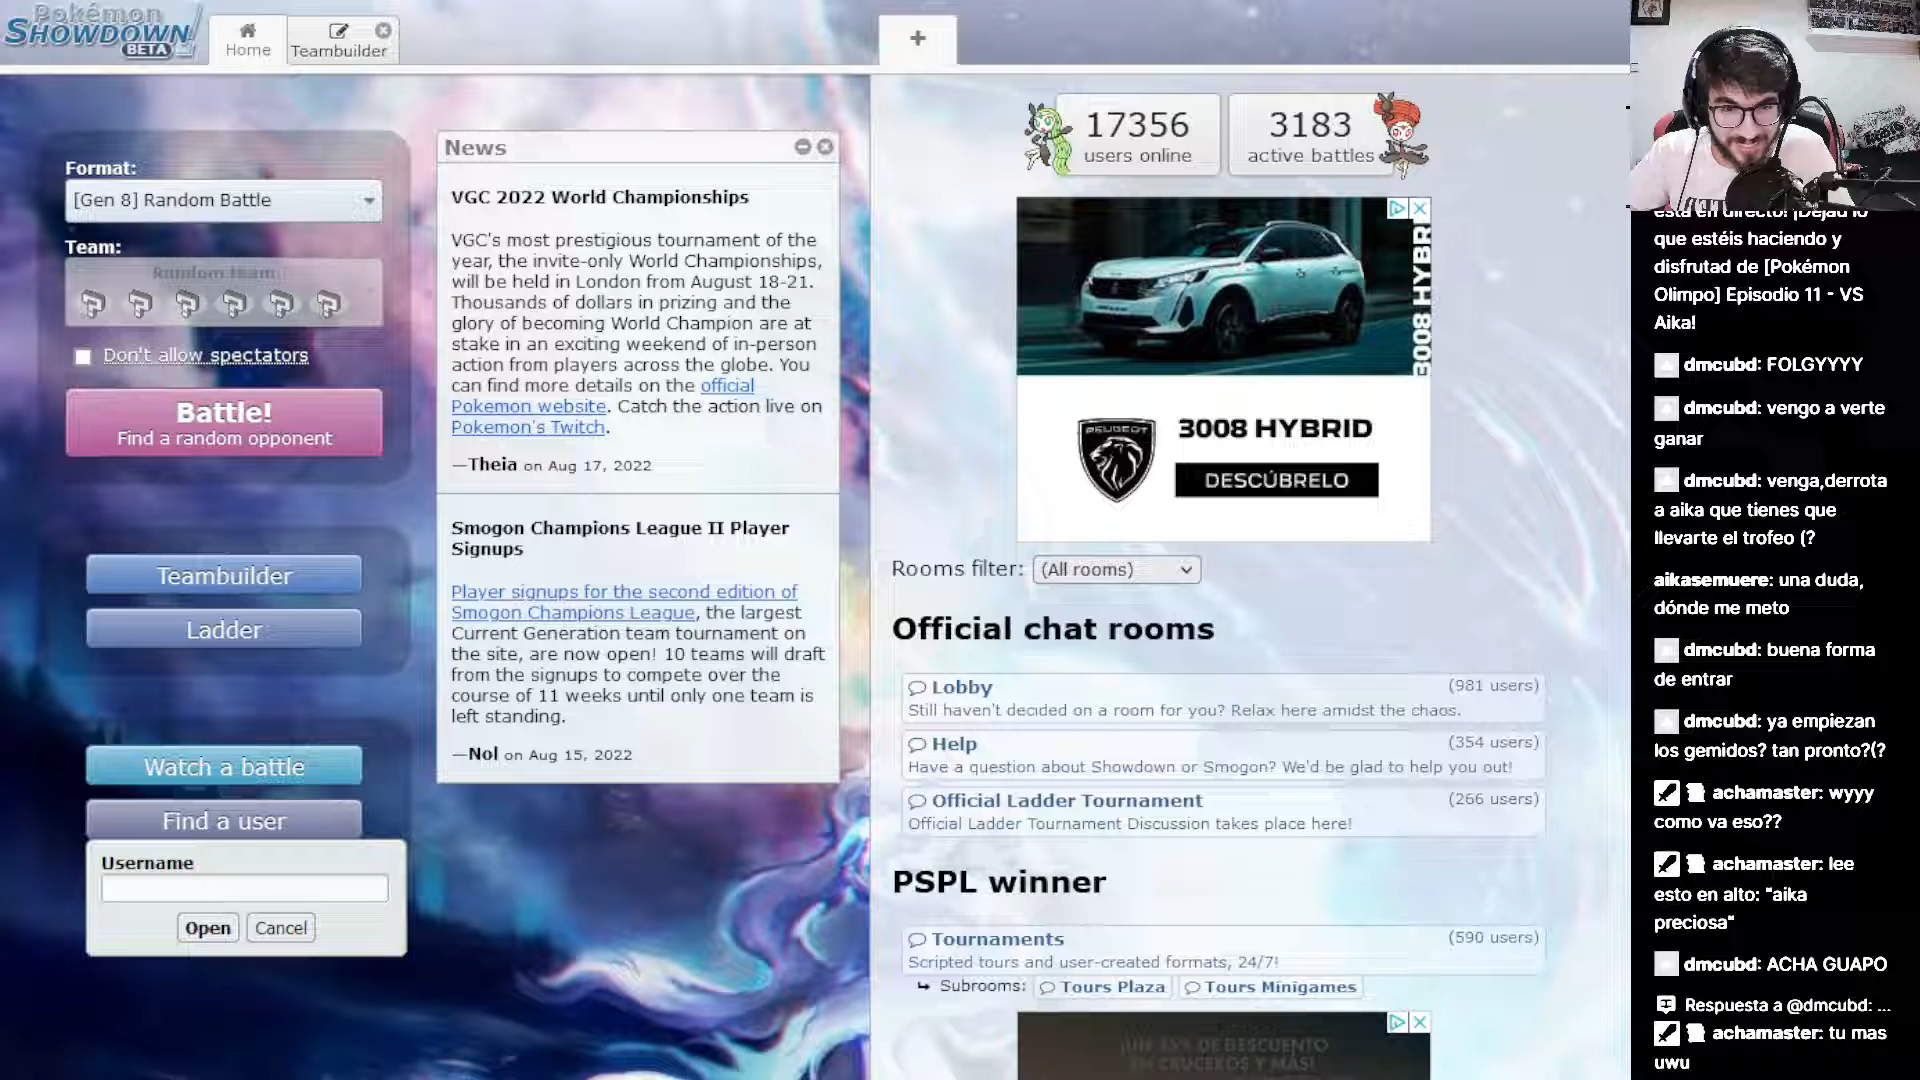 Pokémon
SHOWDOWN
BETA
Home
Teambuilder
+
Format:
[Gen 8] Random Battle
Team:
Random team
Don't allow spectators
Battle!
Find a random opponent
Teambuilder
Ladder
Watch a battle
Find a user
Username
Open
Cancel
News
VGC 2022 World Championships
VGC's most prestigious tournament of the
year, the invite-only World Championships,
will be held in London from August 18-21.
Thousands of dollars in prizing and the
glory of becoming World Champion are at
stake in an exciting weekend of in-person
action from players across the globe. You
can find more details on the official
Pokemon website. Catch the action live on
Pokemon's Twitch.
—Theia on Aug 17, 2022
Smogon Champions League II Player
Signups
Player signups for the second edition of
Smogon Champions League, the largest
Current Generation team tournament on
the site, are now open! 10 teams will draft
from the signups to compete over the
course of 11 weeks until only one team is
left standing.
—Nol on Aug 15, 2022
17356
users online
3183
active battles
3008 HYBRI
PEUGEOT
3008 HYBRID
DESCÚBRELO
Rooms filter: (All rooms)
Official chat rooms
Lobby (981 users)
Still haven't decided on a room for you? Relax here amidst the chaos.
Help (354 users)
Have a question about Showdown or Smogon? We'd be glad to help you out!
Official Ladder Tournament (266 users)
Official Ladder Tournament Discussion takes place here!
PSPL winner
Tournaments (590 users)
Scripted tours and user-created formats, 24/7!
Subrooms: Tours Plaza Tours Minigames
DE DESCUENTO
EN CRUCEROS Y MÁS!
está en directo! ¡Dejad lo
que estéis haciendo y
disfrutad de [Pokémon
Olimpo] Episodio 11 - VS
Aika!
dmcubd: FOLGYYYY
dmcubd: vengo a verte
ganar
dmcubd: venga,derrota
a aika que tienes que
llevarte el trofeo (?
aikasemuere: una duda,
dónde me meto
dmcubd: buena forma
de entrar
dmcubd: ya empiezan
los gemidos? tan pronto?(?
achamaster: wyyy
como va eso??
achamaster: lee
esto en alto: "aika
preciosa"
dmcubd: ACHA GUAPO
Respuesta a @dmcubd: ...
achamaster: tu mas
uwu